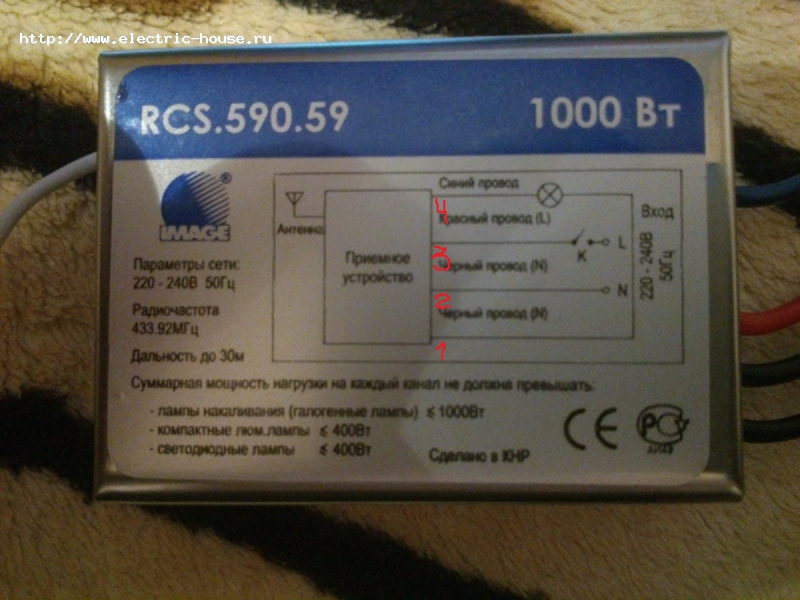 http://www.electric-house.ru
RCS.590.59 1000 Вт
IMAGE®
Параметры сети:
220 - 240В 50Гц
Радиочастота
433.92МГц
Дальность до 30м
Антенна
Приемное
устройство
Синий провод
4
Красный провод (L)
K
L
3
Черный провод (N)
N
2
Черный провод (N)
1
Вход
220 - 240В
50Гц
Суммарная мощность нагрузки на каждый канал не должна превышать:
- лампы накаливания (галогенные лампы) ≤ 1000Вт
- компактные люм.лампы ≤ 400Вт
- светодиодные лампы ≤ 400Вт
Сделано в КНР
CE